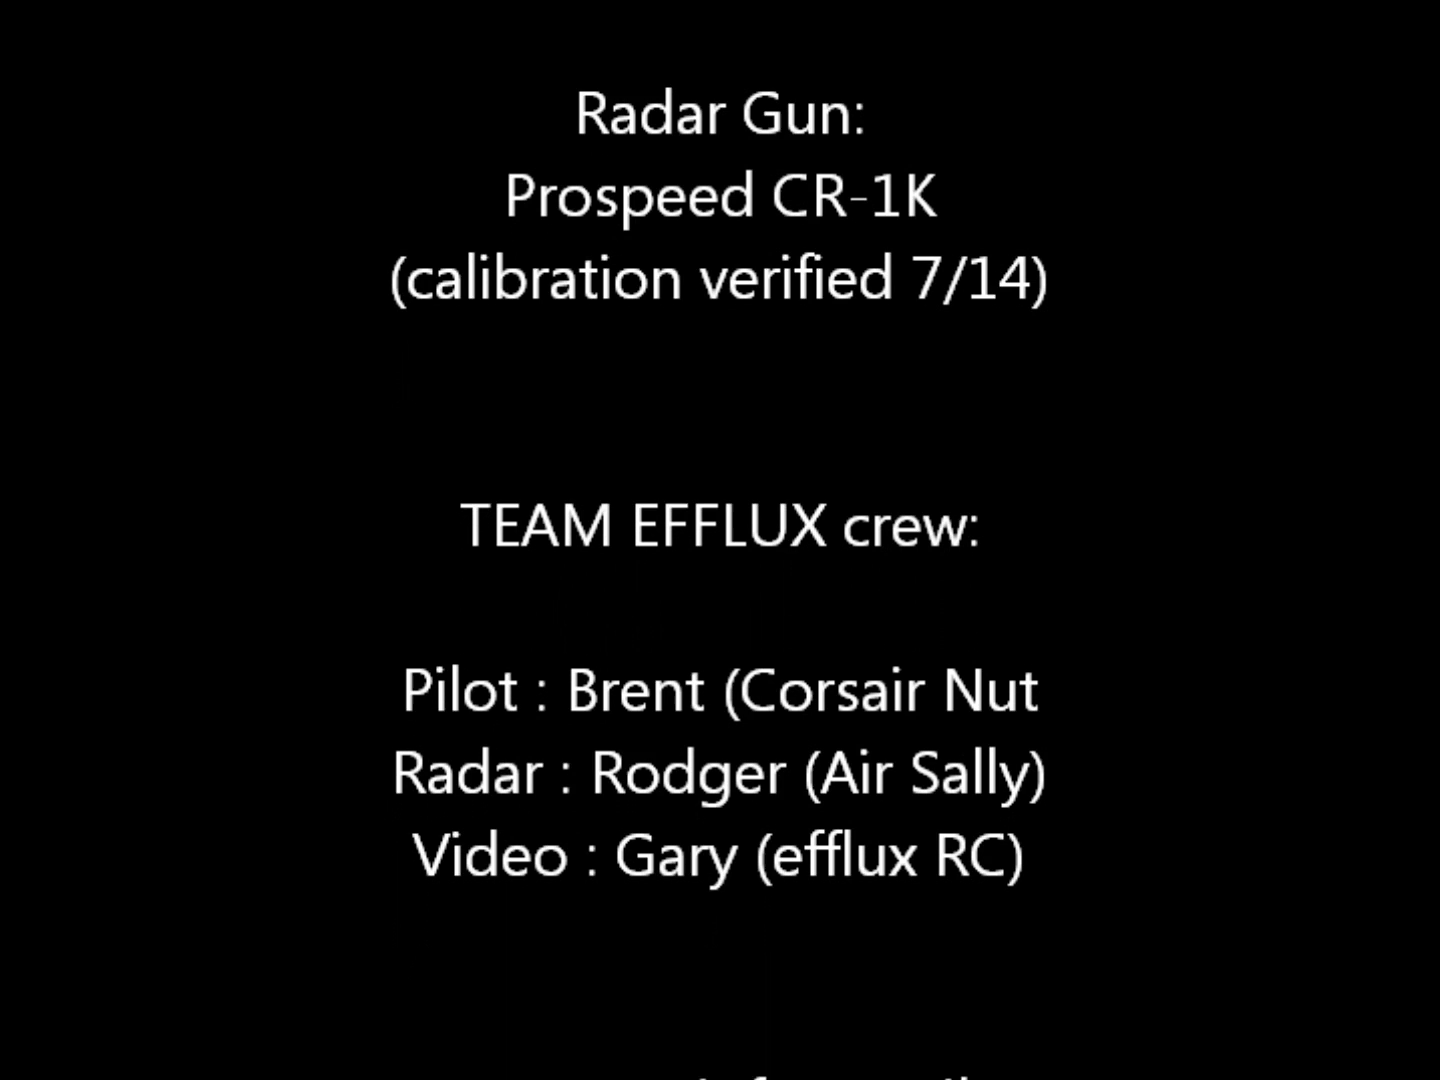 Radar Gun:
Prospeed CR-1K
(calibration verified 7/14)
TEAM EFFLUX crew:
Pilot : Brent (Corsair Nut
Radar : Rodger (Air Sally)
Video : Gary (efflux RC)